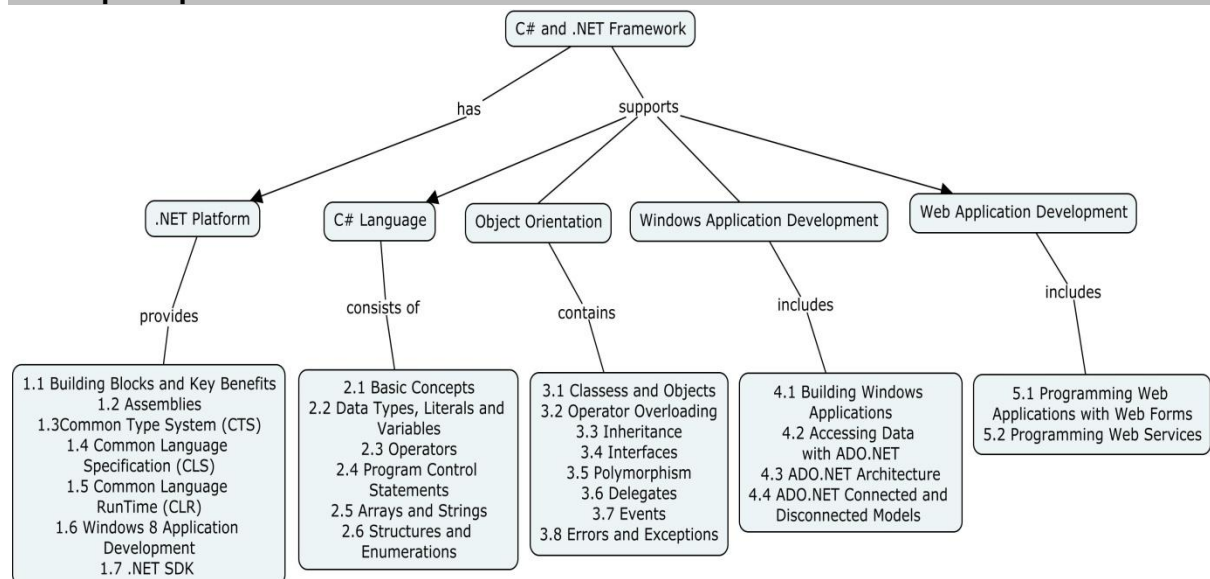 C# and .NET Framework
has
supports
.NET Platform
C# Language
Object Orientation
Windows Application Development
Web Application Development
provides
consists of
contains
includes
includes
1.1 Building Blocks and Key Benefits
1.2 Assemblies
1.3Common Type System (CTS)
1.4 Common Language
Specification (CLS)
1.5 Common Language
RunTime (CLR)
1.6 Windows 8 Application
Development
1.7 .NET SDK
2.1 Basic Concepts
2.2 Data Types, Literals and
Variables
2.3 Operators
2.4 Program Control
Statements
2.5 Arrays and Strings
2.6 Structures and
Enumerations
3.1 Classess and Objects
3.2 Operator Overloading
3.3 Inheritance
3.4 Interfaces
3.5 Polymorphism
3.6 Delegates
3.7 Events
3.8 Errors and Exceptions
4.1 Building Windows
Applications
4.2 Accessing Data
with ADO.NET
4.3 ADO.NET Architecture
4.4 ADO.NET Connected and
Disconnected Models
5.1 Programming Web
Applications with Web Forms
5.2 Programming Web Services